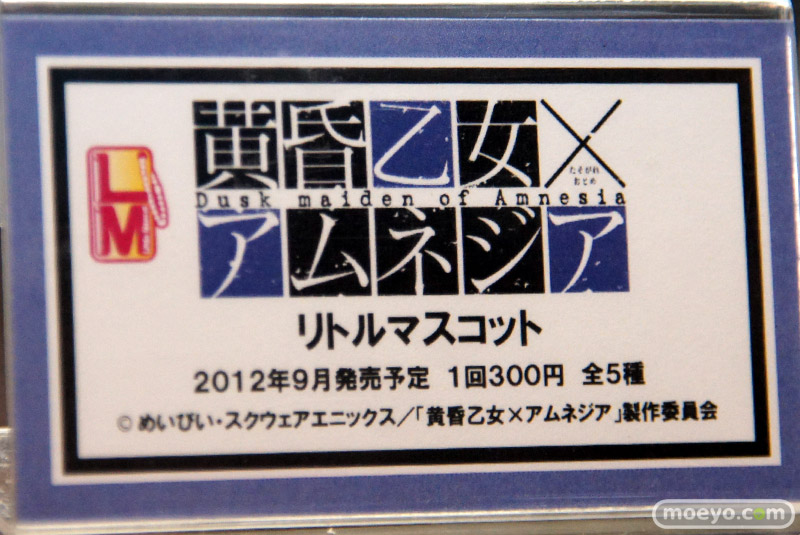 黄昏乙女×
たそがれ
おとめ
Dusk maiden of Amnesia
アムネジア
LM
リトルマスコット
2012年9月発売予定 1回300円 全5種
©めいびい・スクウェアエニックス/「黄昏乙女×アムネジア」製作委員会
moeyo.com